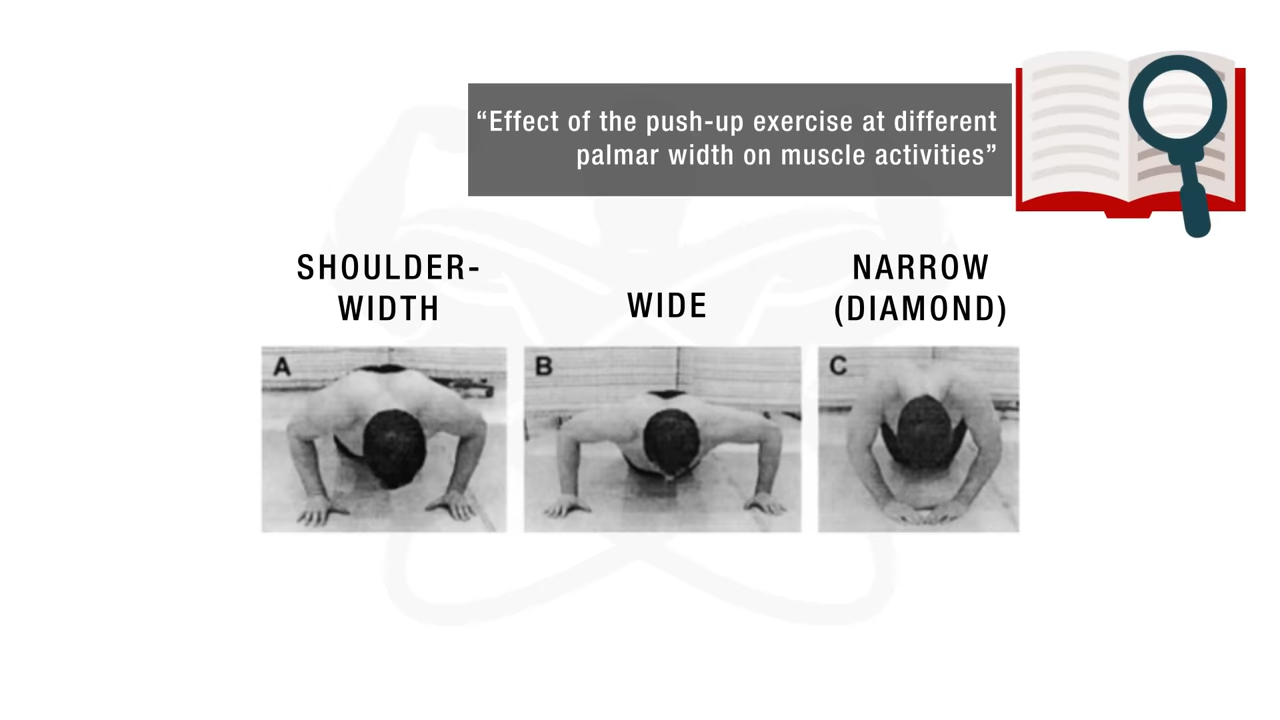 “Effect of the push-up exercise at different
palmar width on muscle activities”
SHOULDER-
WIDTH
WIDE
NARROW
(DIAMOND)
A
B
C